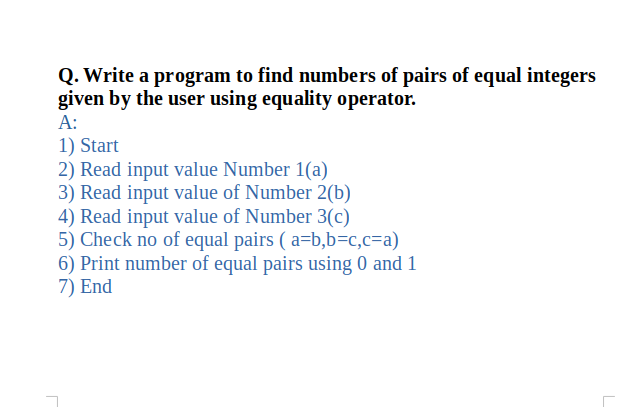 Q. Write a program to find numbers of pairs of equal integers
given by the user using equality operator.
A:
1) Start
2) Read input value Number 1(a)
3) Read input value of Number 2(b)
4) Read input value of Number 3(c)
5) Check no of equal pairs ( a=b,b=c,c=a)
6) Print number of equal pairs using 0 and 1
7) End